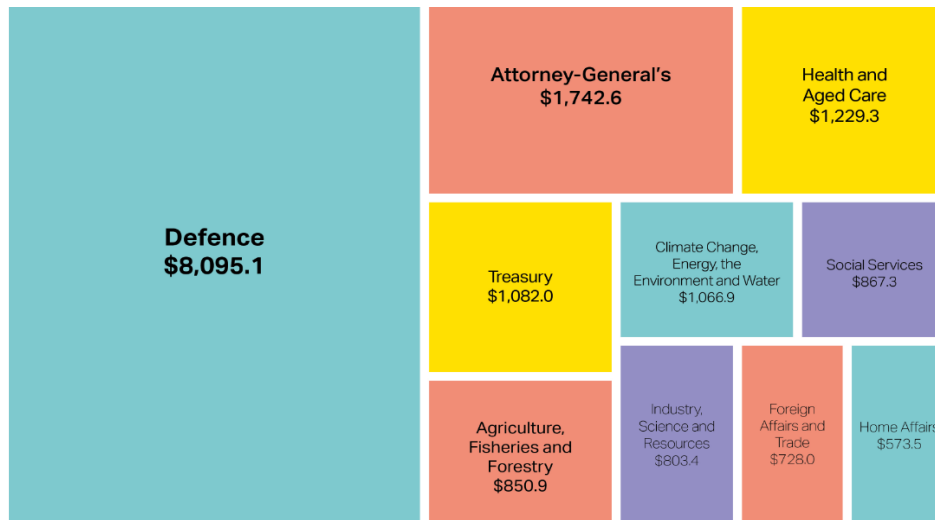 Defence
$8,095.1
Attorney-General's
$1,742.6
Health and
Aged Care
$1,229.3
Treasury
$1,082.0
Climate Change,
Energy, the
Environment and Water
$1,066.9
Social Services
$867.3
Agriculture,
Fisheries and
Forestry
$850.9
Industry,
Science and
Resources
$803.4
Foreign
Affairs and
Trade
$728.0
Home Affairs
$573.5